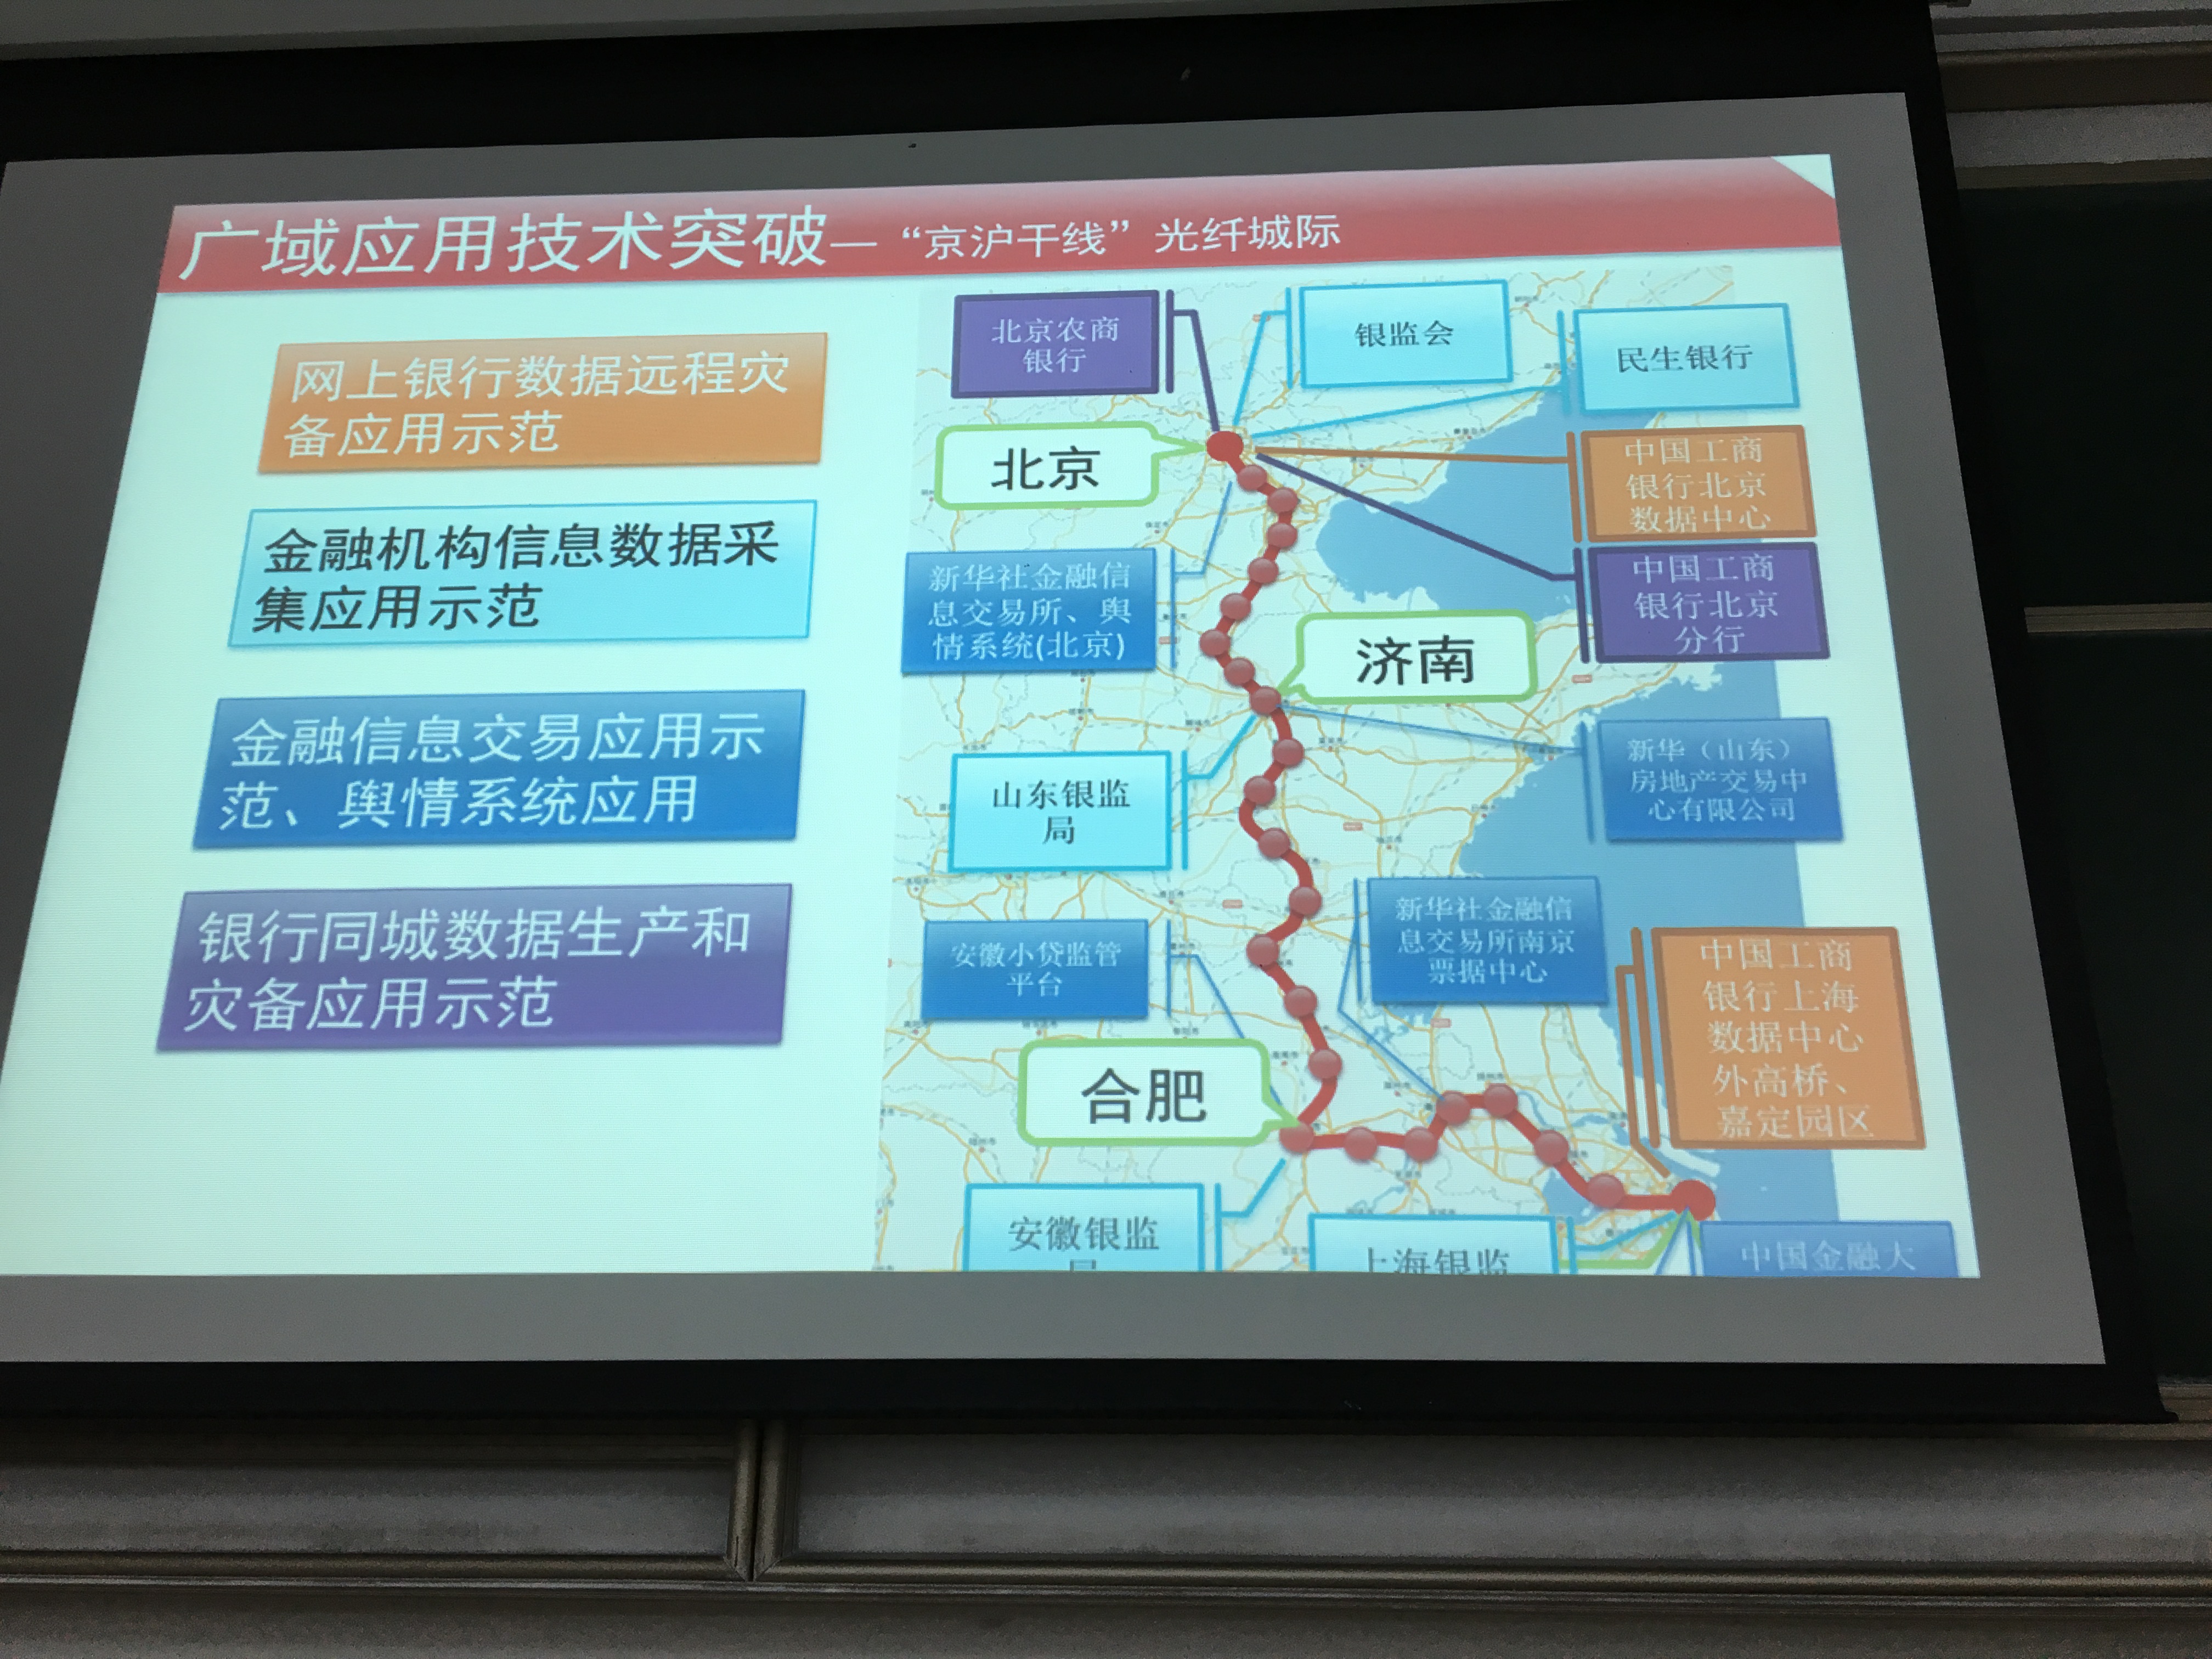 广域应用技术突破—“京沪干线”光纤城际
网上银行数据远程灾
备应用示范
金融机构信息数据采
集应用示范
金融信息交易应用示
范、舆情系统应用
银行同城数据生产和
灾备应用示范
北京农商
银行
银监会
民生银行
北京
中国工商
银行北京
数据中心
新华社金融信
息交易所、舆
情系统(北京)
中国工商
银行北京
分行
济南
山东银监
局
新华（山东）
房地产交易中
心有限公司
安徽小贷监管
平台
新华社金融信
息交易所南京
票据中心
中国工商
银行上海
数据中心
外高桥、
嘉定园区
合肥
安徽银监
上海银监
中国金融大